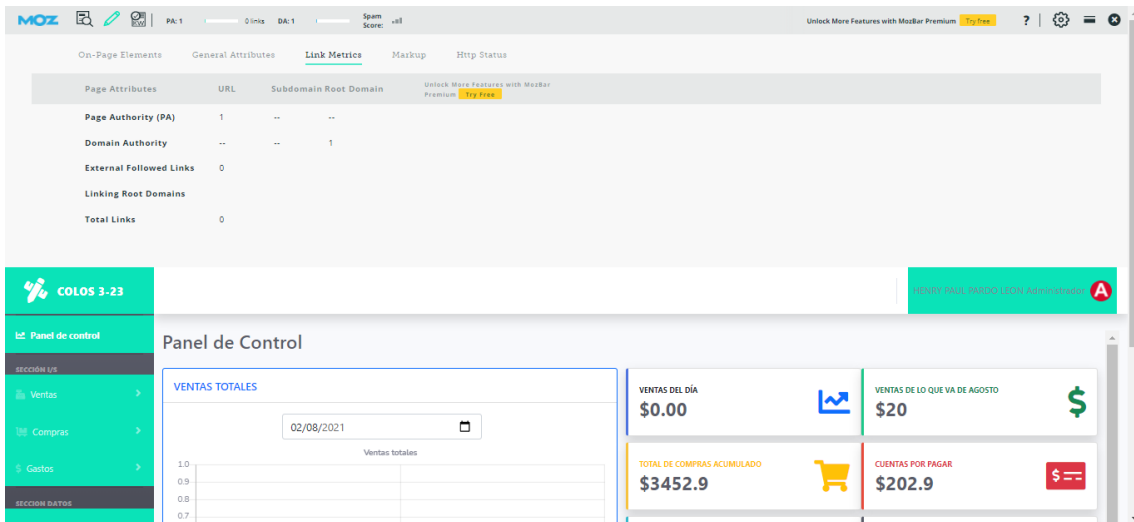 MOZ PA: 1 0 links DA: 1 Spam Score: Unlock More Features with MozBar Premium Try free ?
On-Page Elements General Attributes Link Metrics Markup Http Status
Page Attributes URL Subdomain Root Domain Unlock More Features with MozBar Premium Try Free
Page Authority (PA) 1 -- --
Domain Authority -- -- 1
External Followed Links 0
Linking Root Domains
Total Links 0
COLOS 3-23 HENRY PAUL PARDO LEON Administrador A
Panel de control
Panel de Control
SECCIÓN I/S
Ventas
Compras
$ Gastos
SECCION DATOS
VENTAS TOTALES
02/08/2021
Ventas totales
1.0
0.9
0.8
0.7
VENTAS DEL DÍA
$0.00
VENTAS DE LO QUE VA DE AGOSTO
$20
$
TOTAL DE COMPRAS ACUMULADO
$3452.9
CUENTAS POR PAGAR
$202.9